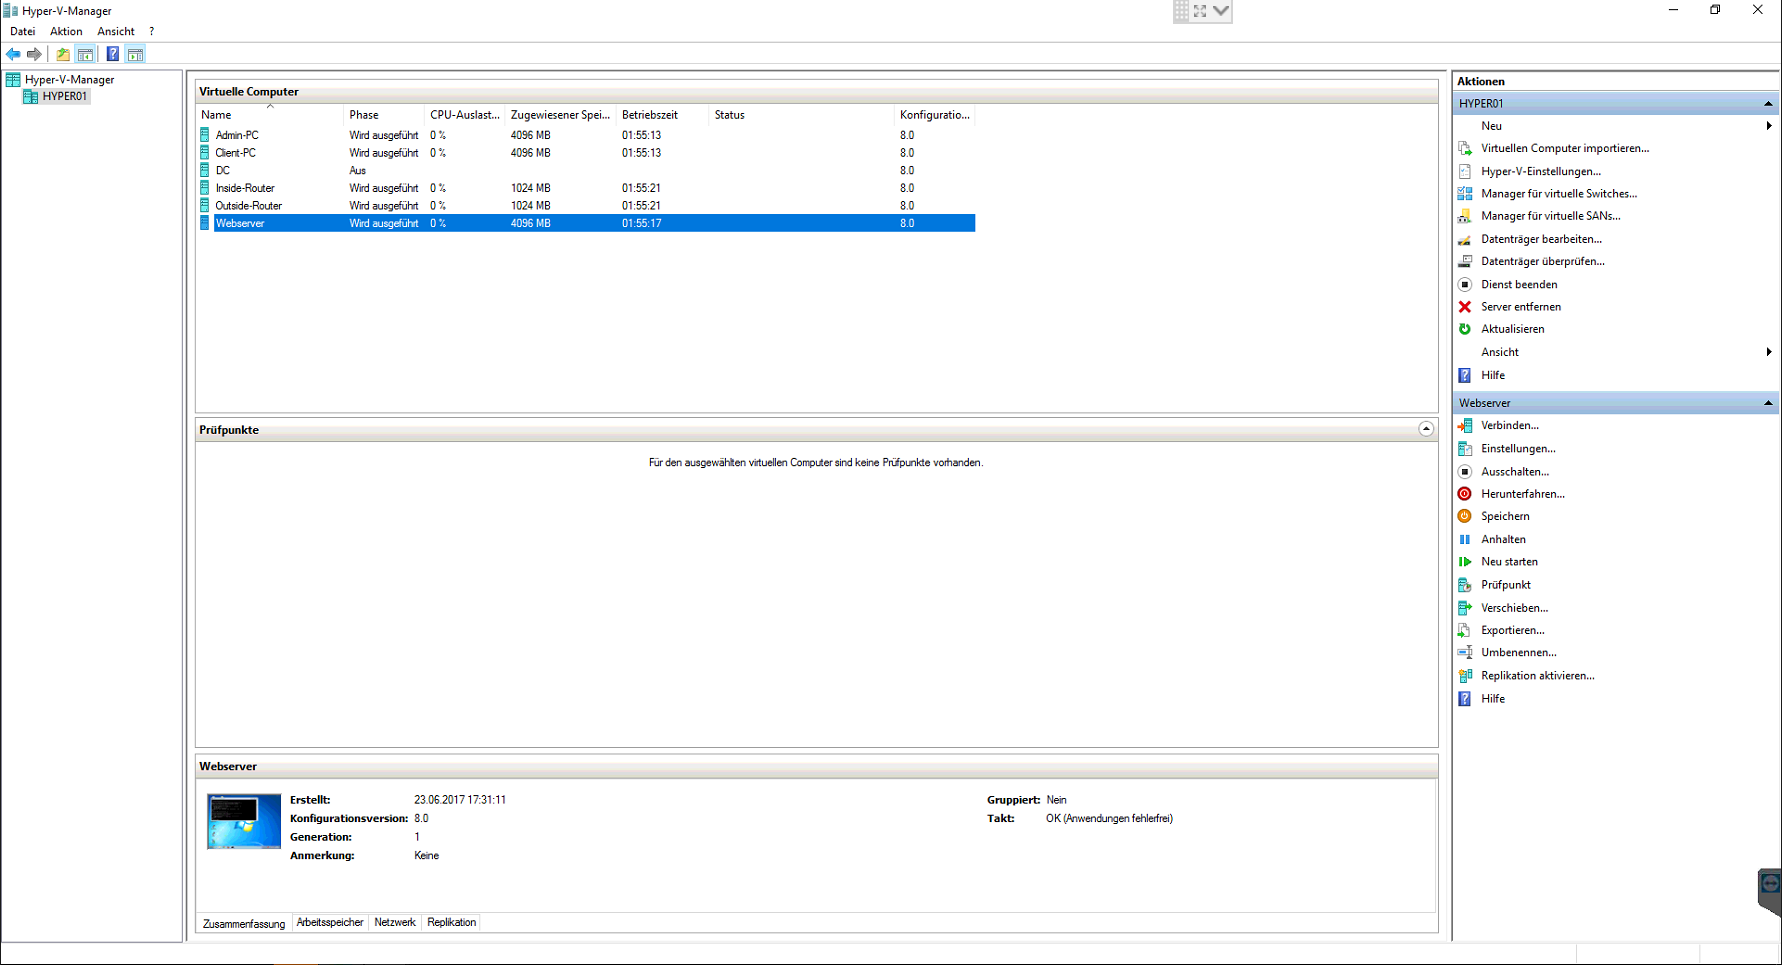 Hyper-V-Manager
Datei Aktion Ansicht ?
Hyper-V-Manager
HYPER01
Virtuelle Computer
Name Phase CPU-Auslast... Zugewiesener Spei... Betriebszeit Status Konfiguratio...
Admin-PC Wird ausgeführt 0 % 4096 MB 01:55:13 8.0
Client-PC Wird ausgeführt 0 % 4096 MB 01:55:13 8.0
DC Aus 8.0
Inside-Router Wird ausgeführt 0 % 1024 MB 01:55:21 8.0
Outside-Router Wird ausgeführt 0 % 1024 MB 01:55:21 8.0
Webserver Wird ausgeführt 0 % 4096 MB 01:55:17 8.0
Prüfpunkte
Für den ausgewählten virtuellen Computer sind keine Prüfpunkte vorhanden.
Webserver
Erstellt: 23.06.2017 17:31:11 Gruppiert: Nein
Konfigurationsversion: 8.0 Takt: OK (Anwendungen fehlerfrei)
Generation: 1
Anmerkung: Keine
Zusammenfassung Arbeitsspeicher Netzwerk Replikation
Aktionen
HYPER01
Neu
Virtuellen Computer importieren...
Hyper-V-Einstellungen...
Manager für virtuelle Switches...
Manager für virtuelle SANs...
Datenträger bearbeiten...
Datenträger überprüfen...
Dienst beenden
Server entfernen
Aktualisieren
Ansicht
Hilfe
Webserver
Verbinden...
Einstellungen...
Ausschalten...
Herunterfahren...
Speichern
Anhalten
Neu starten
Prüfpunkt
Verschieben...
Exportieren...
Umbenennen...
Replikation aktivieren...
Hilfe